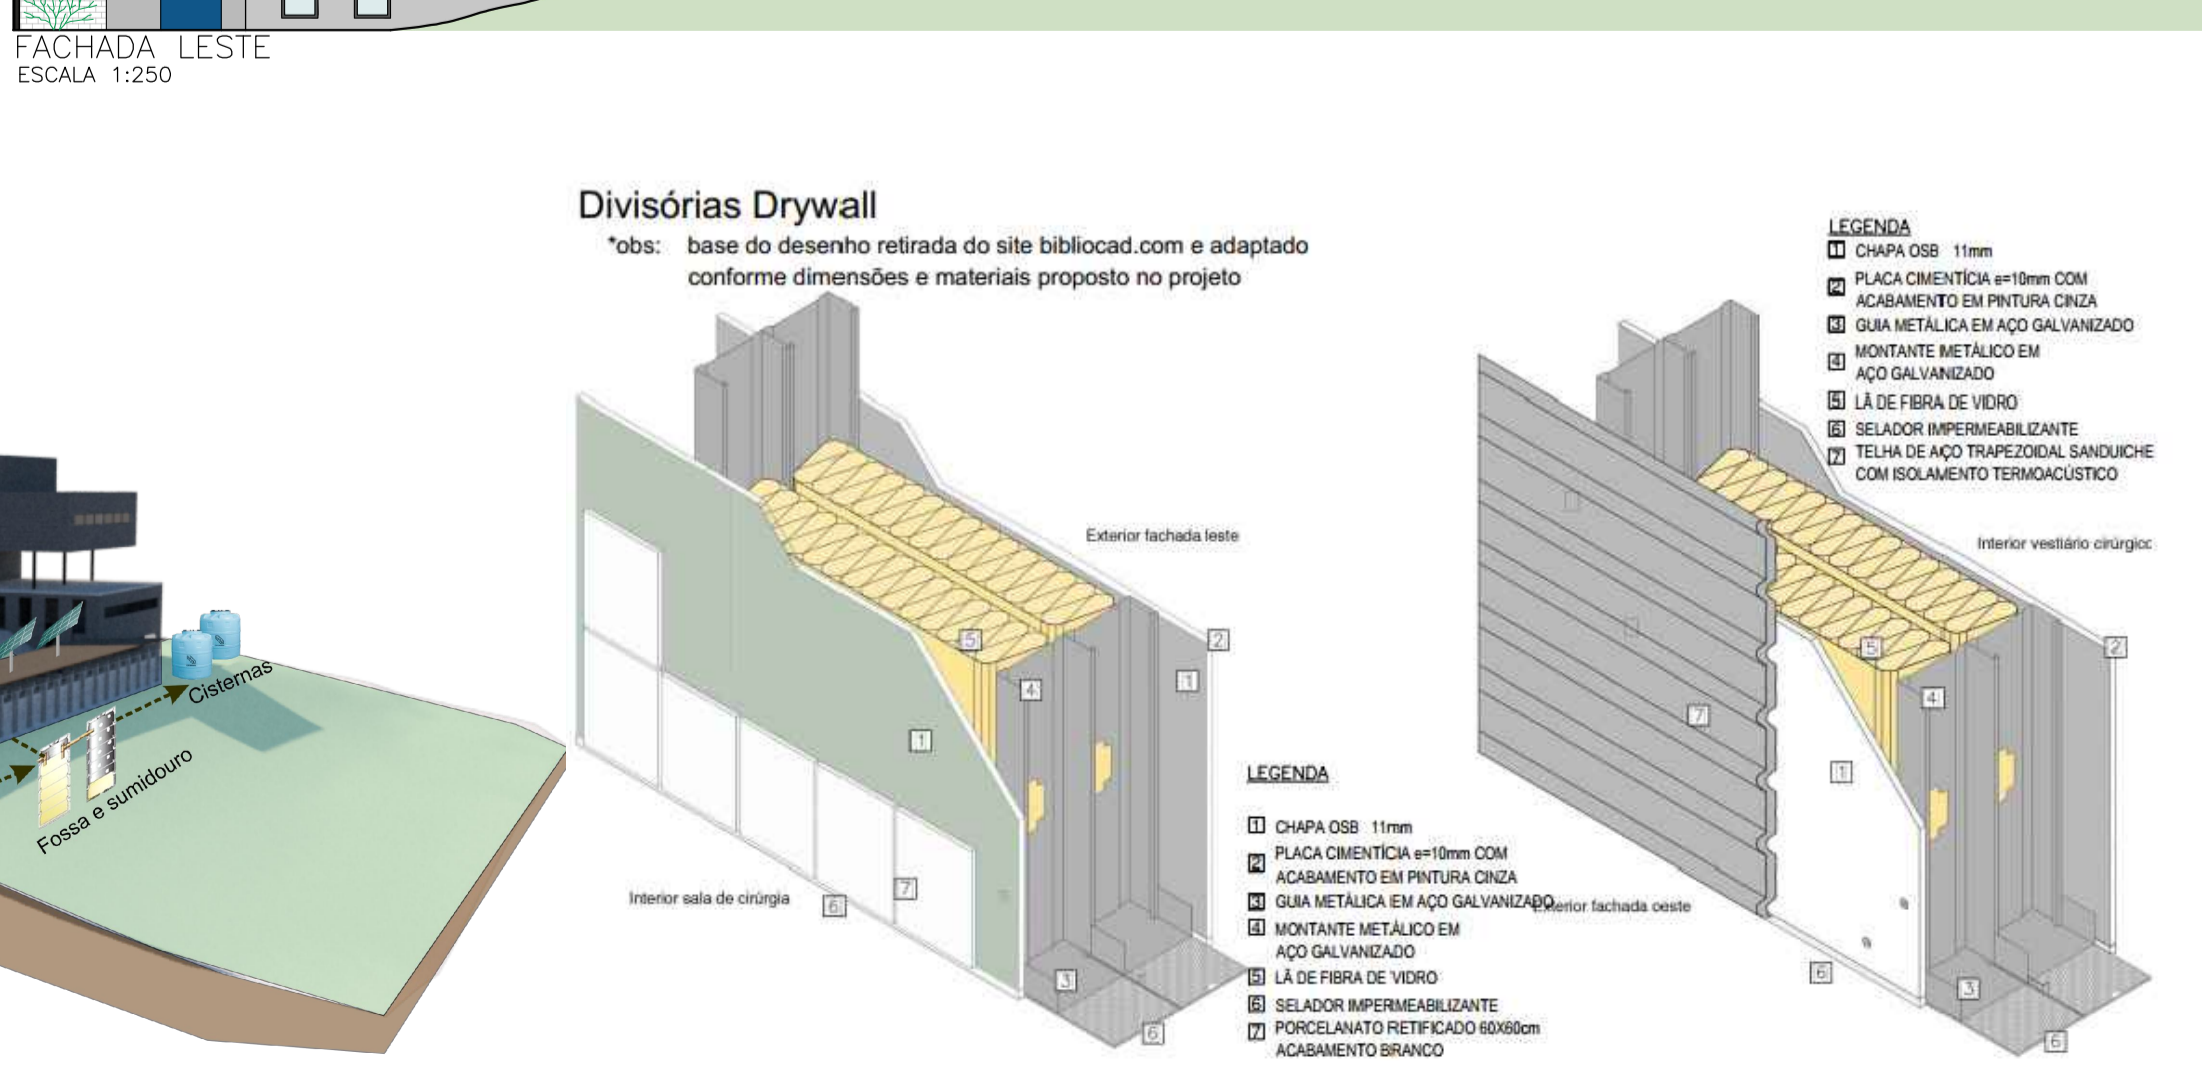 FACHADA LESTE
ESCALA 1:250
Divisórias Drywall
*obs: base do desenho retirada do site bibliocad.com e adaptado
conforme dimensões e materiais proposto no projeto
LEGENDA
1 CHAPA OSB 11mm
2 PLACA CIMENTÍCIA e=10mm COM
ACABAMENTO EM PINTURA CINZA
3 GUIA METÁLICA EM AÇO GALVANIZADO
4 MONTANTE METÁLICO EM
AÇO GALVANIZADO
5 LÃ DE FIBRA DE VIDRO
6 SELADOR IMPERMEABILIZANTE
7 TELHA DE AÇO TRAPEZOIDAL SANDUICHE
COM ISOLAMENTO TERMOACÚSTICO
Exterior fachada leste
Interior vestiário cirúrgicc
5
2
4
1
1
7
6
3
6
Interior sala de cirúrgia
5
2
4
7
1
6
3
6
Exterior fachada oeste
Cisternas
Fossa e sumidouro
LEGENDA
1 CHAPA OSB 11mm
2 PLACA CIMENTÍCIA e=10mm COM
ACABAMENTO EM PINTURA CINZA
3 GUIA METÁLICA EM AÇO GALVANIZADO
4 MONTANTE METÁLICO EM
AÇO GALVANIZADO
5 LÃ DE FIBRA DE VIDRO
6 SELADOR IMPERMEABILIZANTE
7 PORCELANATO RETIFICADO 60X60cm
ACABAMENTO BRANCO